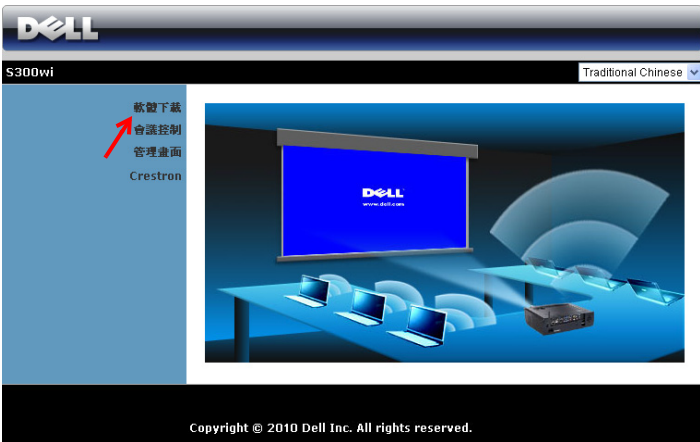 DELL
S300wi
Traditional Chinese
軟體下載
會議控制
管理畫面
Crestron
DELL
www.dell.com
Copyright © 2010 Dell Inc. All rights reserved.